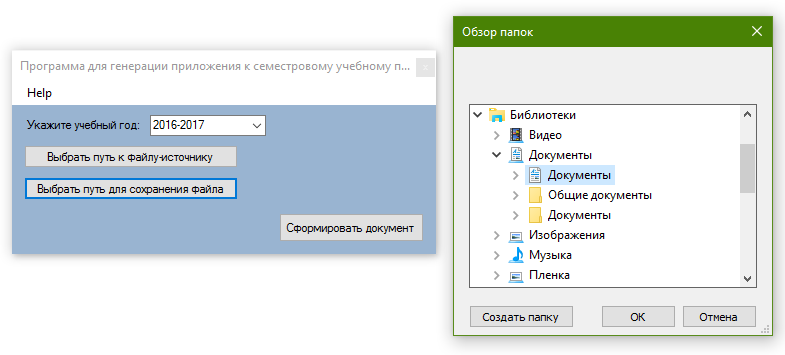 Программа для генерации приложения к семестровому учебному п...
Help
Укажите учебный год: 2016-2017
Выбрать путь к файлу-источнику
Выбрать путь для сохранения файла
Сформировать документ
Обзор папок
Библиотеки
Видео
Документы
Документы
Общие документы
Документы
Изображения
Музыка
Пленка
Создать папку
ОК
Отмена